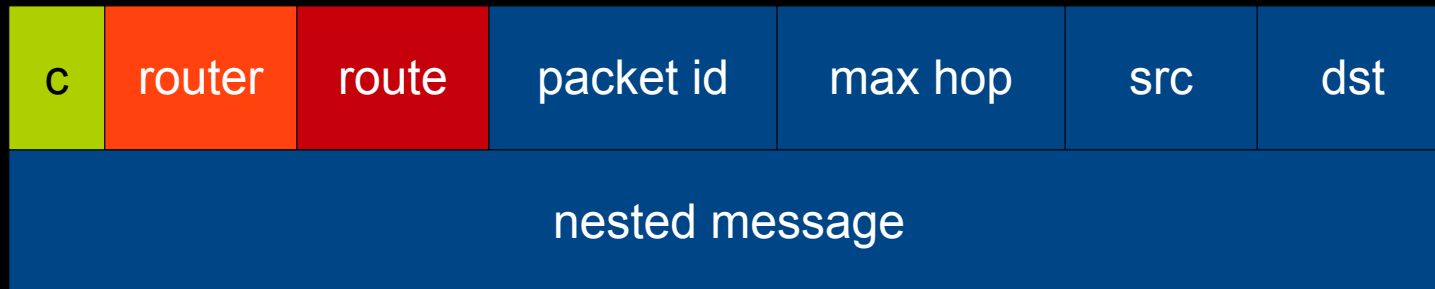 c router route packet id max hop src dst
nested message